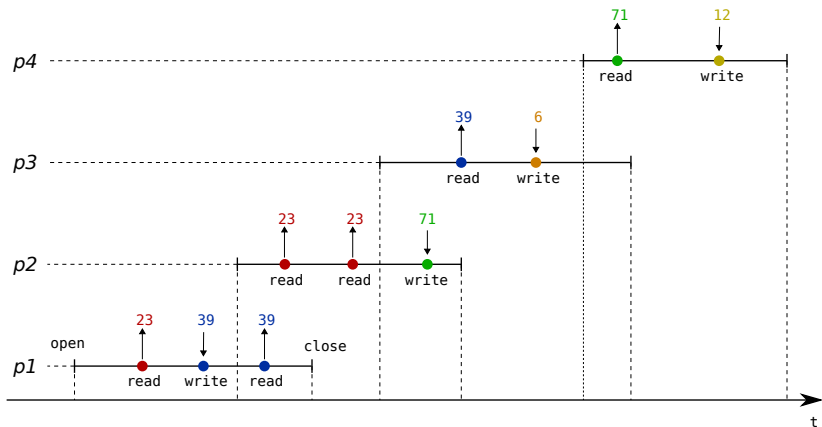 71 12
p4
read write
39 6
p3
read write
23 23 71
p2
read read write
23 39 39
open close
p1
read write read
t